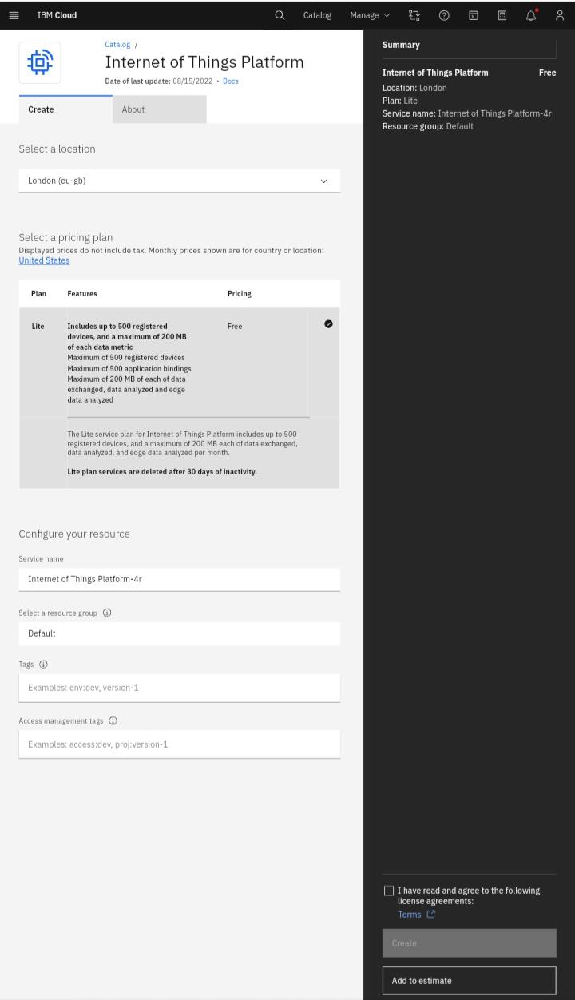 IBM Cloud
Catalog
Manage
Catalog /
Internet of Things Platform
Date of last update: 08/15/2022 • Docs
Create
About
Select a location
London (eu-gb)
Select a pricing plan
Displayed prices do not include tax. Monthly prices shown are for country or location:
United States
Plan Features Pricing
Lite
Includes up to 500 registered
devices, and a maximum of 200 MB
of each data metric
Maximum of 500 registered devices
Maximum of 500 application bindings
Maximum of 200 MB of each of data
exchanged, data analyzed and edge
data analyzed
Free
The Lite service plan for Internet of Things Platform includes up to 500
registered devices, and a maximum of 200 MB each of data exchanged,
data analyzed, and edge data analyzed per month.
Lite plan services are deleted after 30 days of inactivity.
Configure your resource
Service name
Internet of Things Platform-4r
Select a resource group
Default
Tags
Examples: env:dev, version-1
Access management tags
Examples: access:dev, proj:version-1
Summary
Internet of Things Platform Free
Location: London
Plan: Lite
Service name: Internet of Things Platform-4r
Resource group: Default
I have read and agree to the following
license agreements:
Terms
Create
Add to estimate